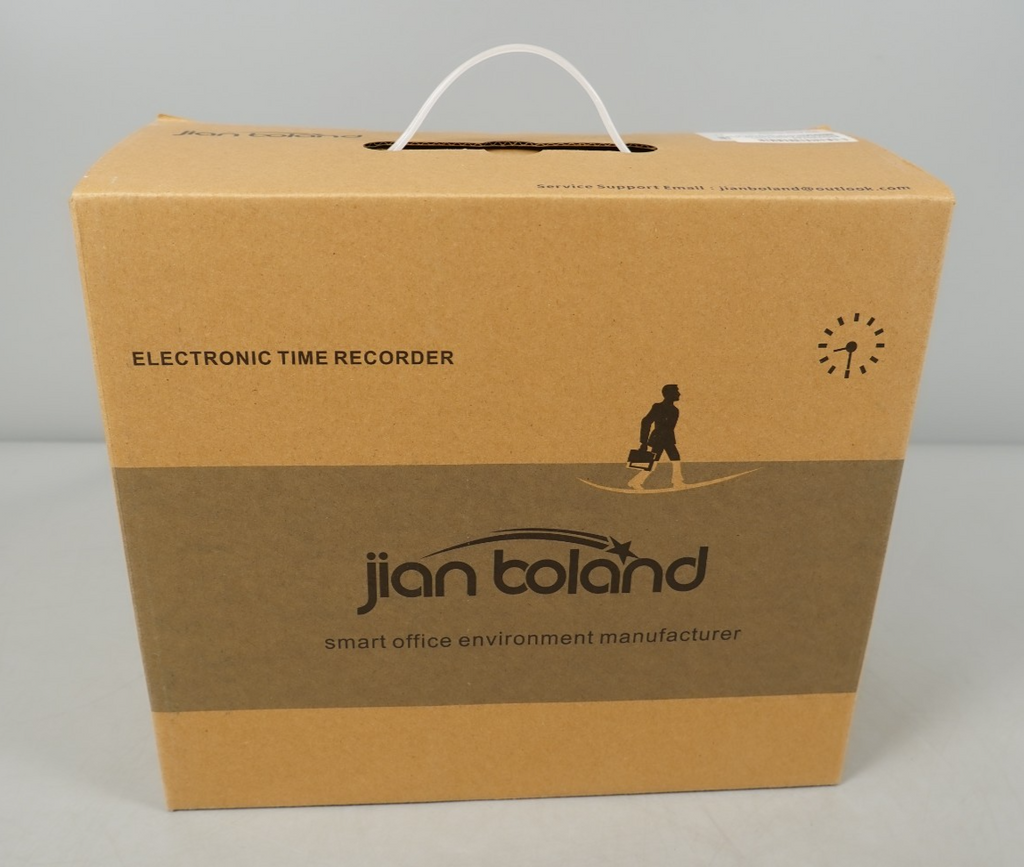 jian boland
Service Support Email : jianboland@outlook.com
ELECTRONIC TIME RECORDER
jian boland
smart office environment manufacturer